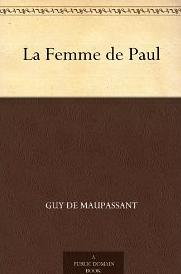 La Femme de Paul
GUY DE MAUPASSANT
A
PUBLIC DOMAIN
BOOK